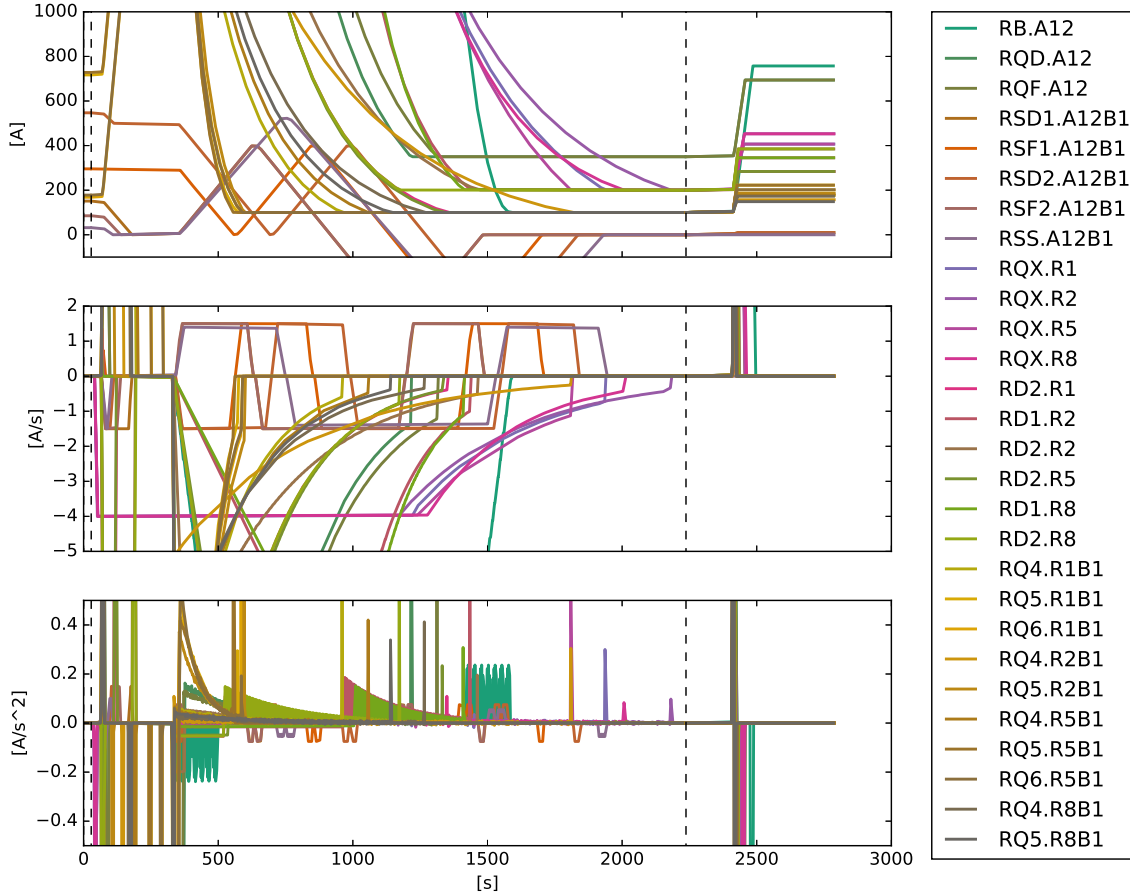 1000
800
600
400
200
0
[A]
2
1
0
−1
−2
−3
−4
−5
[A/s]
0.4
0.2
0.0
−0.2
−0.4
[A/s^2]
0 500 1000 1500 2000 2500 3000
[s]
RB.A12
RQD.A12
RQF.A12
RSD1.A12B1
RSF1.A12B1
RSD2.A12B1
RSF2.A12B1
RSS.A12B1
RQX.R1
RQX.R2
RQX.R5
RQX.R8
RD2.R1
RD1.R2
RD2.R2
RD2.R5
RD1.R8
RD2.R8
RQ4.R1B1
RQ5.R1B1
RQ6.R1B1
RQ4.R2B1
RQ5.R2B1
RQ4.R5B1
RQ5.R5B1
RQ6.R5B1
RQ4.R8B1
RQ5.R8B1